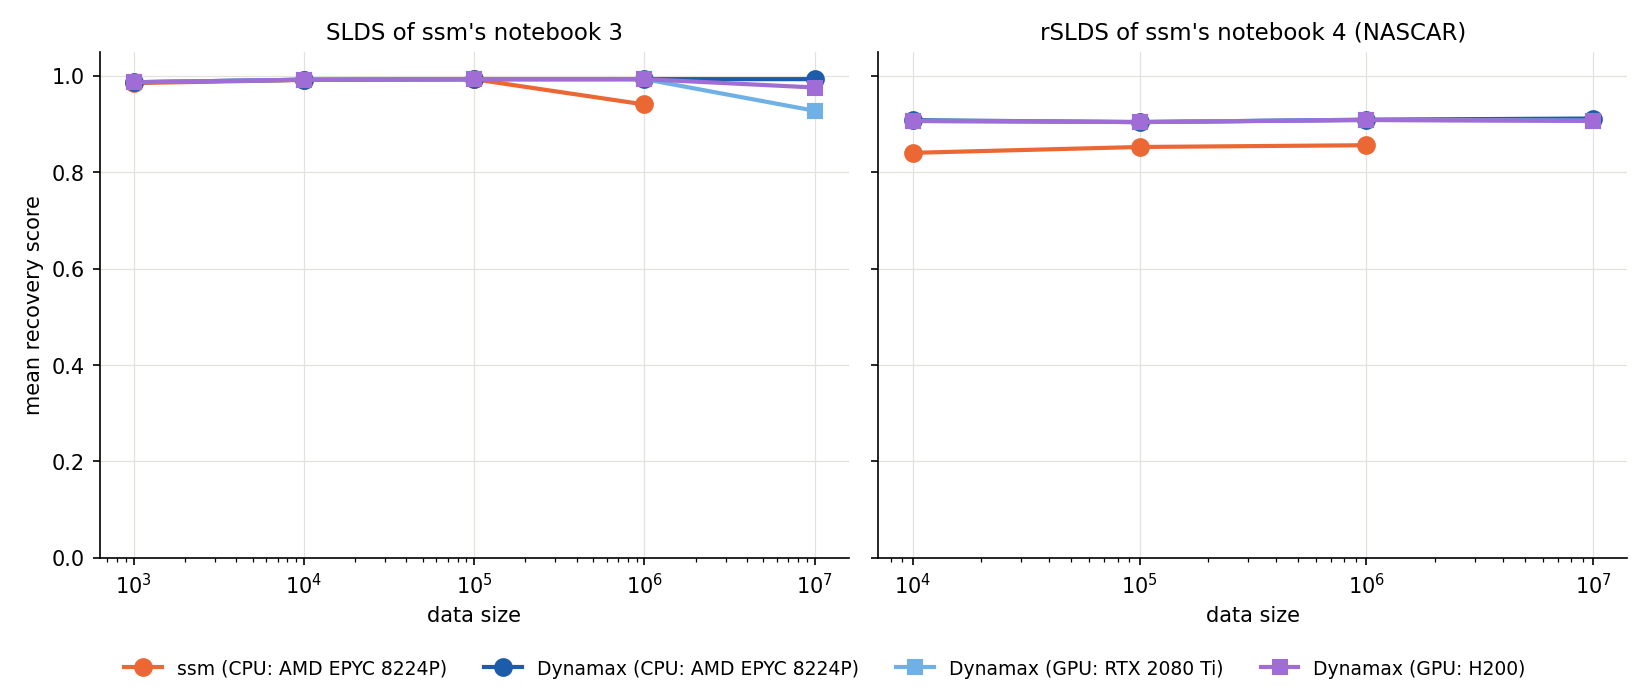 SLDS of ssm's notebook 3
rSLDS of ssm's notebook 4 (NASCAR)
mean recovery score
1.0
0.8
0.6
0.4
0.2
0.0
10³ 10⁴ 10⁵ 10⁶ 10⁷
10⁴ 10⁵ 10⁶ 10⁷
data size
data size
ssm (CPU: AMD EPYC 8224P)
Dynamax (CPU: AMD EPYC 8224P)
Dynamax (GPU: RTX 2080 Ti)
Dynamax (GPU: H200)